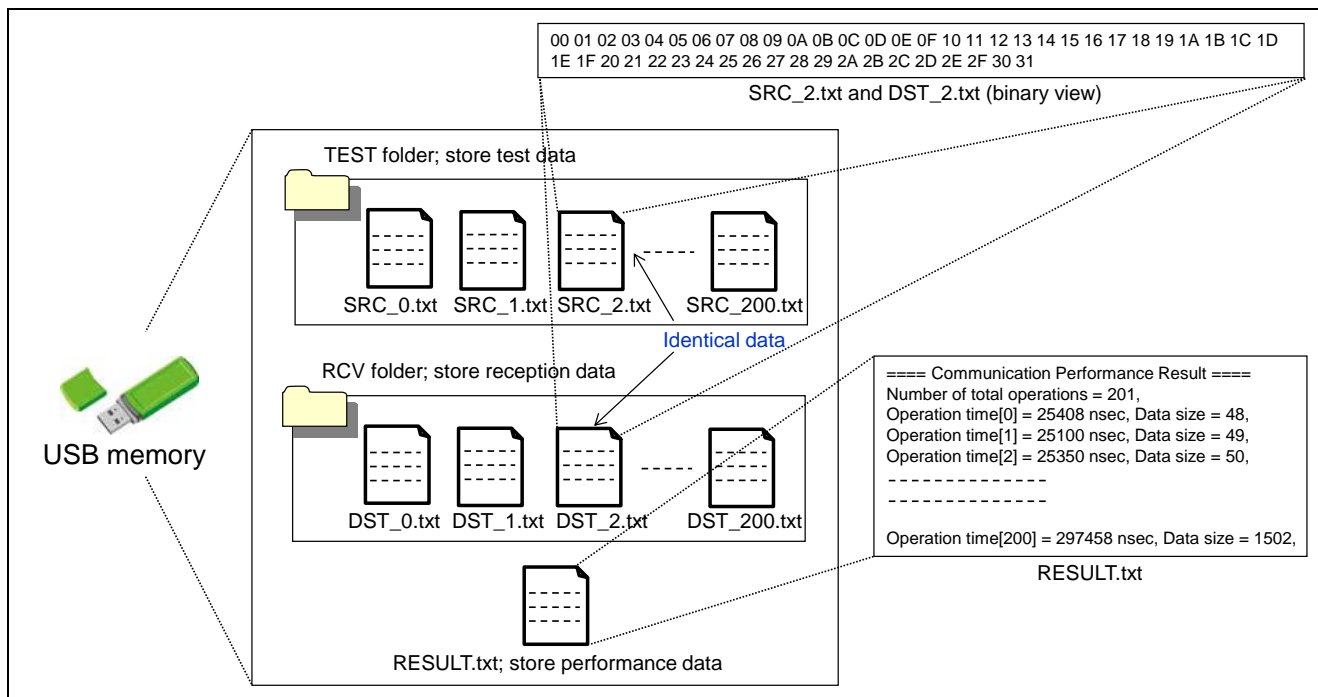 00 01 02 03 04 05 06 07 08 09 0A 0B 0C 0D 0E 0F 10 11 12 13 14 15 16 17 18 19 1A 1B 1C 1D
1E 1F 20 21 22 23 24 25 26 27 28 29 2A 2B 2C 2D 2E 2F 30 31
SRC_2.txt and DST_2.txt (binary view)
TEST folder; store test data
SRC_0.txt SRC_1.txt SRC_2.txt SRC_200.txt
Identical data
RCV folder; store reception data
DST_0.txt DST_1.txt DST_2.txt DST_200.txt
RESULT.txt; store performance data
USB memory
==== Communication Performance Result ====
Number of total operations = 201,
Operation time[0] = 25408 nsec, Data size = 48,
Operation time[1] = 25100 nsec, Data size = 49,
Operation time[2] = 25350 nsec, Data size = 50,
--------------
--------------
Operation time[200] = 297458 nsec, Data size = 1502,
RESULT.txt